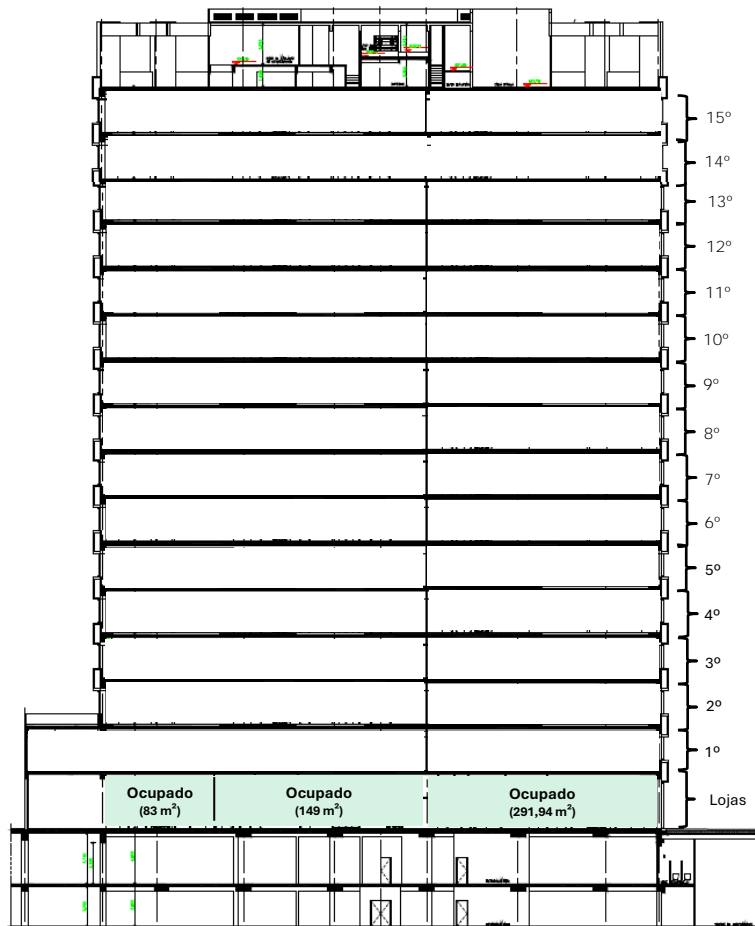 15º
14º
13º
12º
11º
10º
9º
8º
7º
6º
5º
4º
3º
2º
1º
Ocupado
(83 m²)
Ocupado
(149 m²)
Ocupado
(291,94 m²)
Lojas